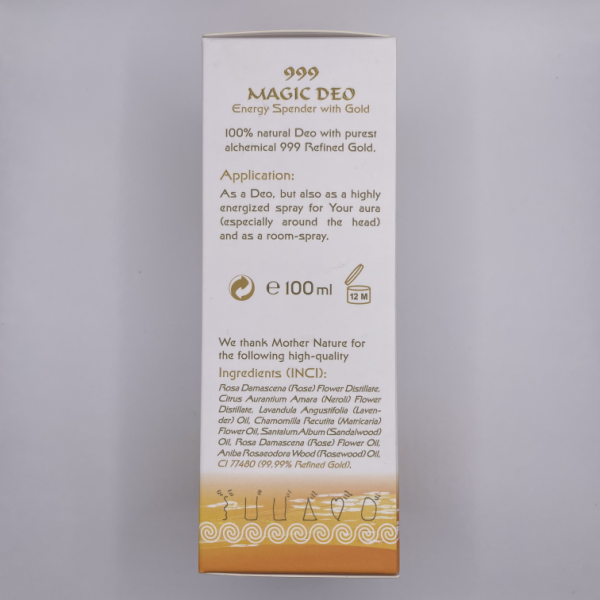 999
MAGIC DEO
Energy Spender with Gold
100% natural Deo with purest
alchemical 999 Refined Gold.
Application:
As a Deo, but also as a highly
energized spray for Your aura
(especially around the head)
and as a room-spray.
℮ 100 ml
12 M
We thank Mother Nature for
the following high-quality
Ingredients (INCI):
Rosa Damascena (Rose) Flower Distillate,
Citrus Aurantium Amara (Neroli) Flower
Distillate, Lavandula Angustifolia (Laven-
der) Oil, Chamomilla Recutita (Matricaria)
Flower Oil, Santalum Album (Sandalwood)
Oil, Rosa Damascena (Rose) Flower Oil,
Aniba Rosaeodora Wood (Rosewood) Oil,
CI 77480 (99.99% Refined Gold).